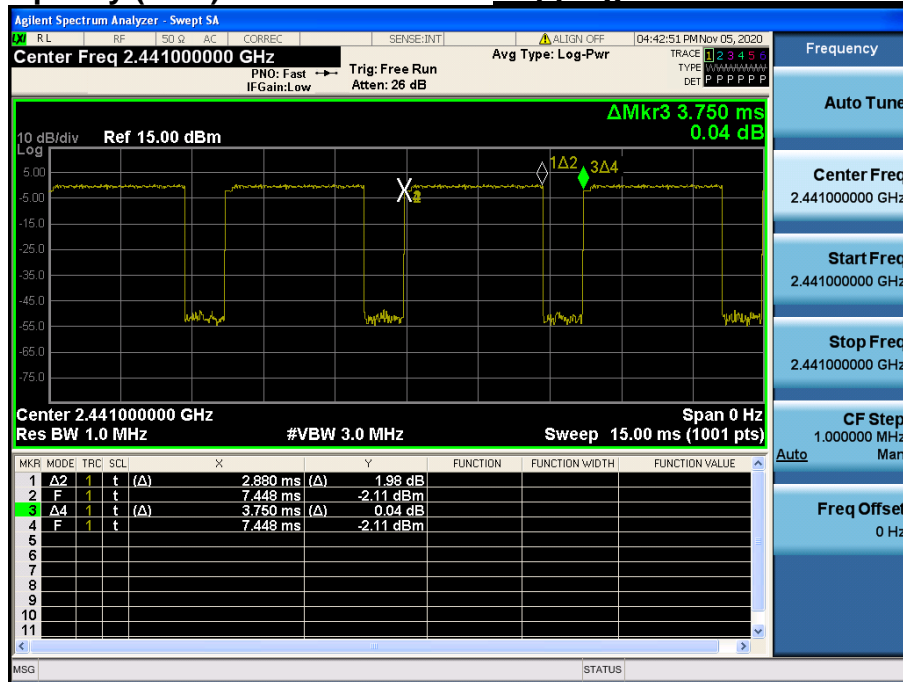 Agilent Spectrum Analyzer - Swept SA
LXI RL RF 50 Ω AC CORREC SENSE:INT ALIGN OFF 04:42:51 PM Nov 05, 2020
Center Freq 2.441000000 GHz
PNO: Fast
IFGain:Low
Trig: Free Run
Atten: 26 dB
Avg Type: Log-Pwr
TRACE 1 2 3 4 5 6
TYPE WWWWWW
DET P P P P P P
ΔMkr3 3.750 ms
0.04 dB
10 dB/div Ref 15.00 dBm
Log
5.00
-5.00
-15.0
-25.0
-35.0
-45.0
-55.0
-65.0
-75.0
X
1Δ2
3Δ4
Center 2.441000000 GHz Span 0 Hz
Res BW 1.0 MHz #VBW 3.0 MHz Sweep 15.00 ms (1001 pts)
MKR MODE TRC SCL X Y FUNCTION FUNCTION WIDTH FUNCTION VALUE
1 Δ2 1 t (Δ) 2.880 ms (Δ) 1.98 dB
2 F 1 t 7.448 ms -2.11 dBm
3 Δ4 1 t (Δ) 3.750 ms (Δ) 0.04 dB
4 F 1 t 7.448 ms -2.11 dBm
5
6
7
8
9
10
11
MSG STATUS
Frequency
Auto Tune
Center Freq
2.441000000 GHz
Start Freq
2.441000000 GHz
Stop Freq
2.441000000 GHz
CF Step
1.000000 MHz
Auto Man
Freq Offset
0 Hz